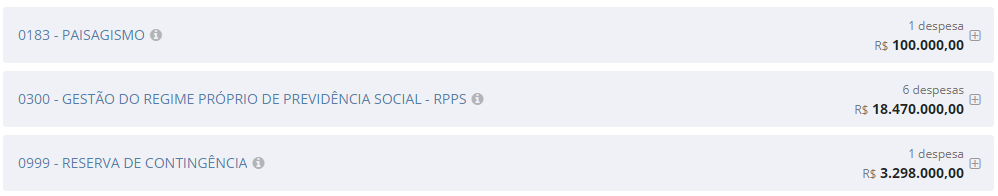 0183 - PAISAGISMO
1 despesa
R$ 100.000,00
0300 - GESTÃO DO REGIME PRÓPRIO DE PREVIDÊNCIA SOCIAL - RPPS
6 despesas
R$ 18.470.000,00
0999 - RESERVA DE CONTINGÊNCIA
1 despesa
R$ 3.298.000,00